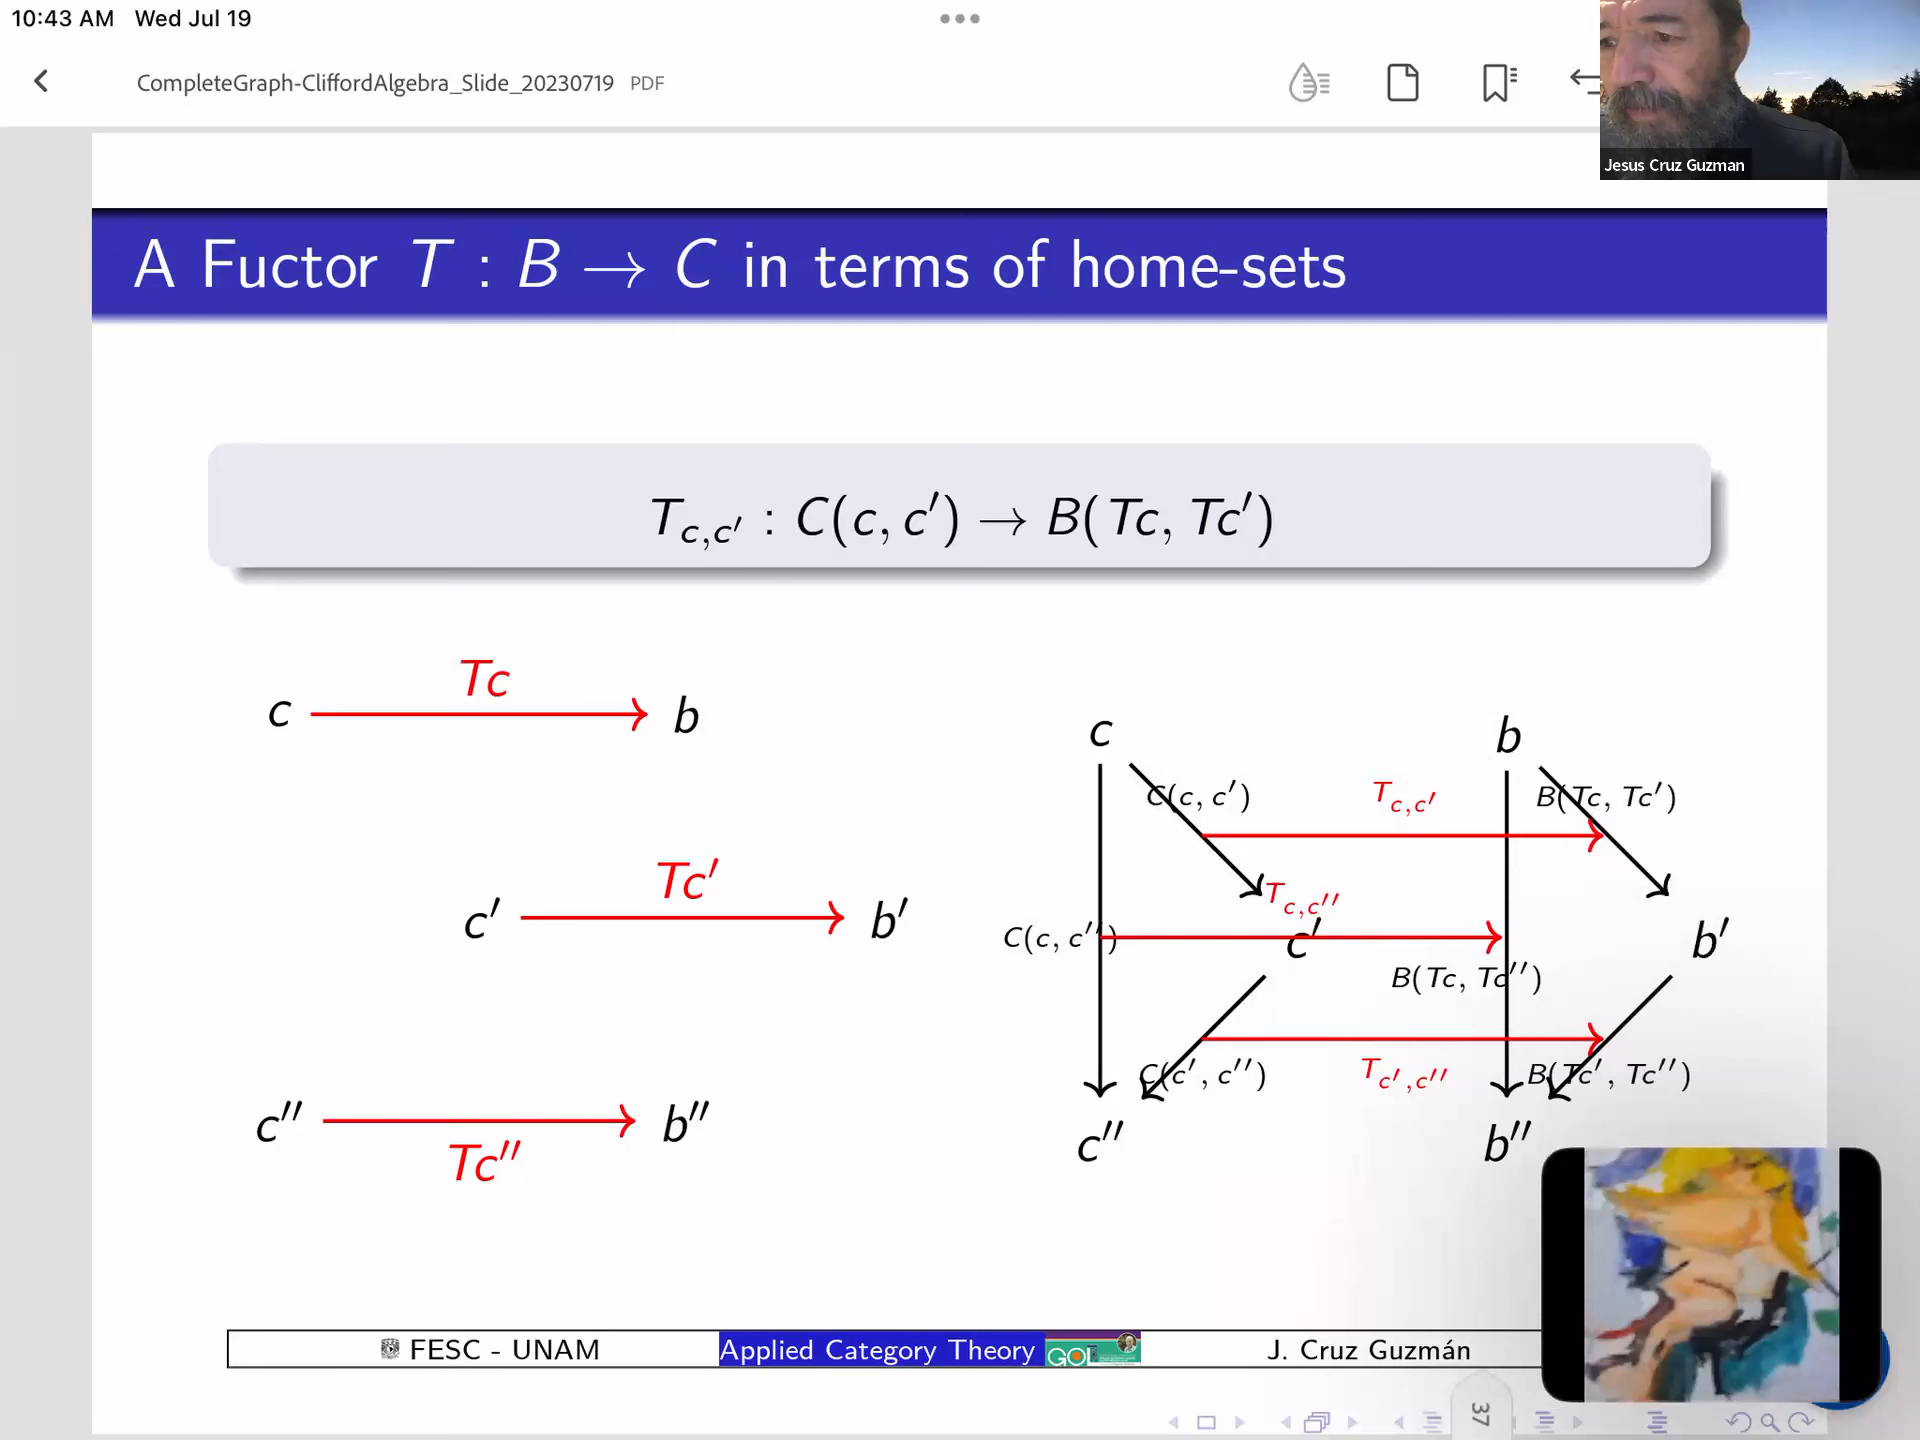 10:43 AM Wed Jul 19
CompleteGraph-CliffordAlgebra_Slide_20230719 PDF
Jesus Cruz Guzman
A Fuctor T : B → C in terms of home-sets
T_{c,c′} : C(c, c′) → B(Tc, Tc′)
Tc
c b
Tc′
c′ b′
c″ b″
Tc″
c b
C(c, c′) T_{c,c′} B(Tc, Tc′)
T_{c,c″}
C(c, c″) c′ b′
B(Tc, Tc″)
C(c′, c″) T_{c′,c″} B(Tc′, Tc″)
c″ b″
FESC - UNAM Applied Category Theory GOL J. Cruz Guzmán
37